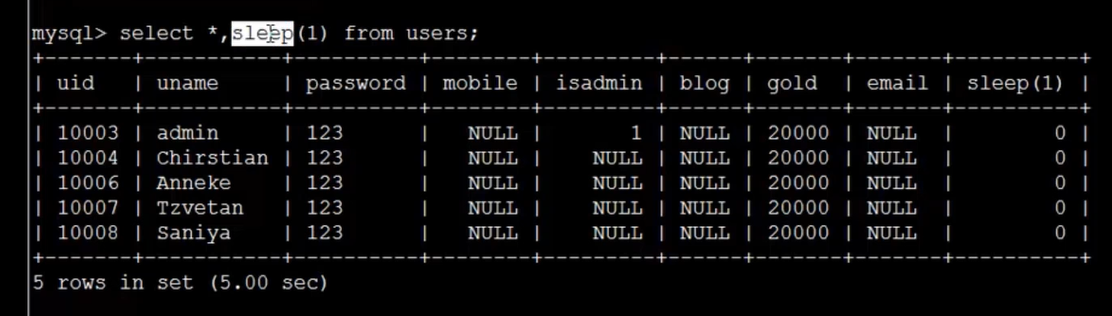 mysql> select *,sleep(1) from users;
+-------+-----------+----------+--------+---------+------+-------+-------+----------+
| uid | uname | password | mobile | isadmin | blog | gold | email | sleep(1) |
+-------+-----------+----------+--------+---------+------+-------+-------+----------+
| 10003 | admin | 123 | NULL | 1 | NULL | 20000 | NULL | 0 |
| 10004 | Chirstian | 123 | NULL | NULL | NULL | 20000 | NULL | 0 |
| 10006 | Anneke | 123 | NULL | NULL | NULL | 20000 | NULL | 0 |
| 10007 | Tzvetan | 123 | NULL | NULL | NULL | 20000 | NULL | 0 |
| 10008 | Saniya | 123 | NULL | NULL | NULL | 20000 | NULL | 0 |
+-------+-----------+----------+--------+---------+------+-------+-------+----------+
5 rows in set (5.00 sec)